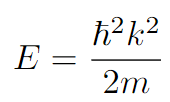 E = ℏ²k² / 2m